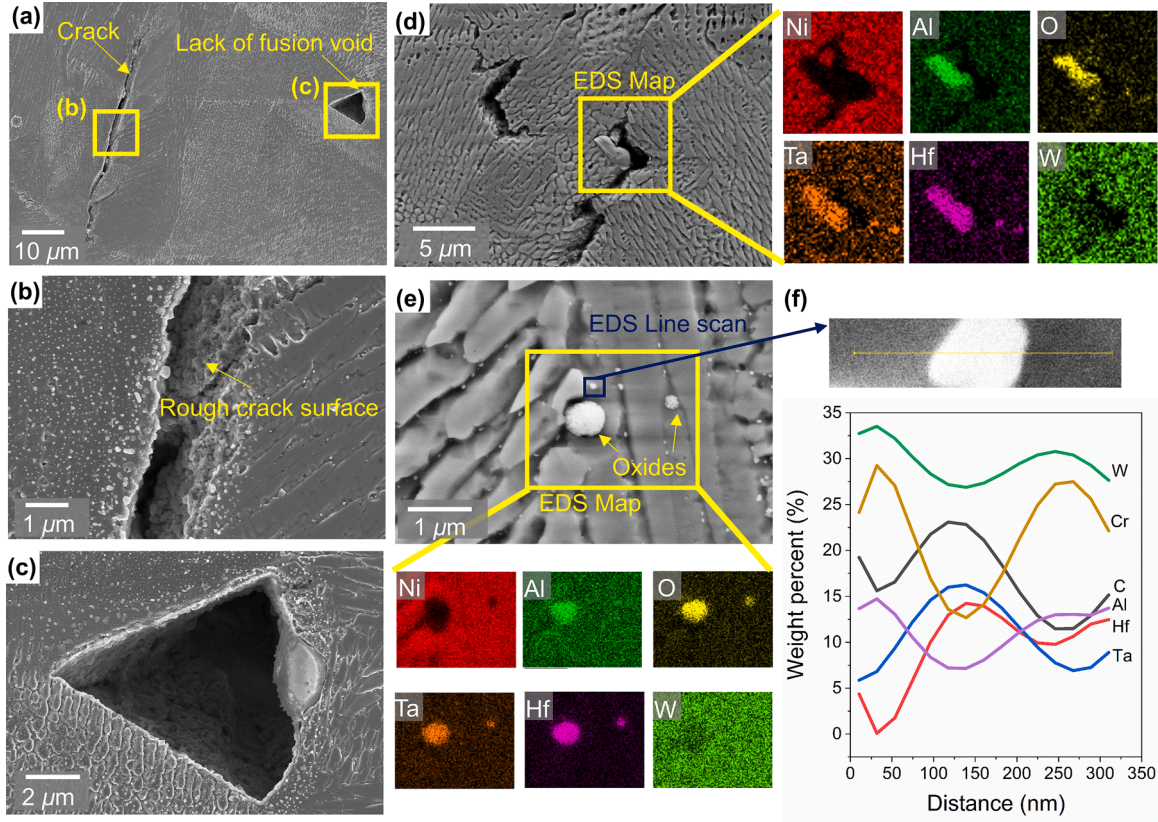 (a)
Crack
Lack of fusion void
(b)
(c)
10 µm
(b)
Rough crack surface
1 µm
(c)
2 µm
(d)
EDS Map
5 µm
Ni
Al
O
Ta
Hf
W
(e)
EDS Line scan
Oxides
EDS Map
1 µm
Ni
Al
O
Ta
Hf
W
(f)
Weight percent (%)
35
30
25
20
15
10
5
0
W
Cr
C
Al
Hf
Ta
0
50
100
150
200
250
300
350
Distance (nm)